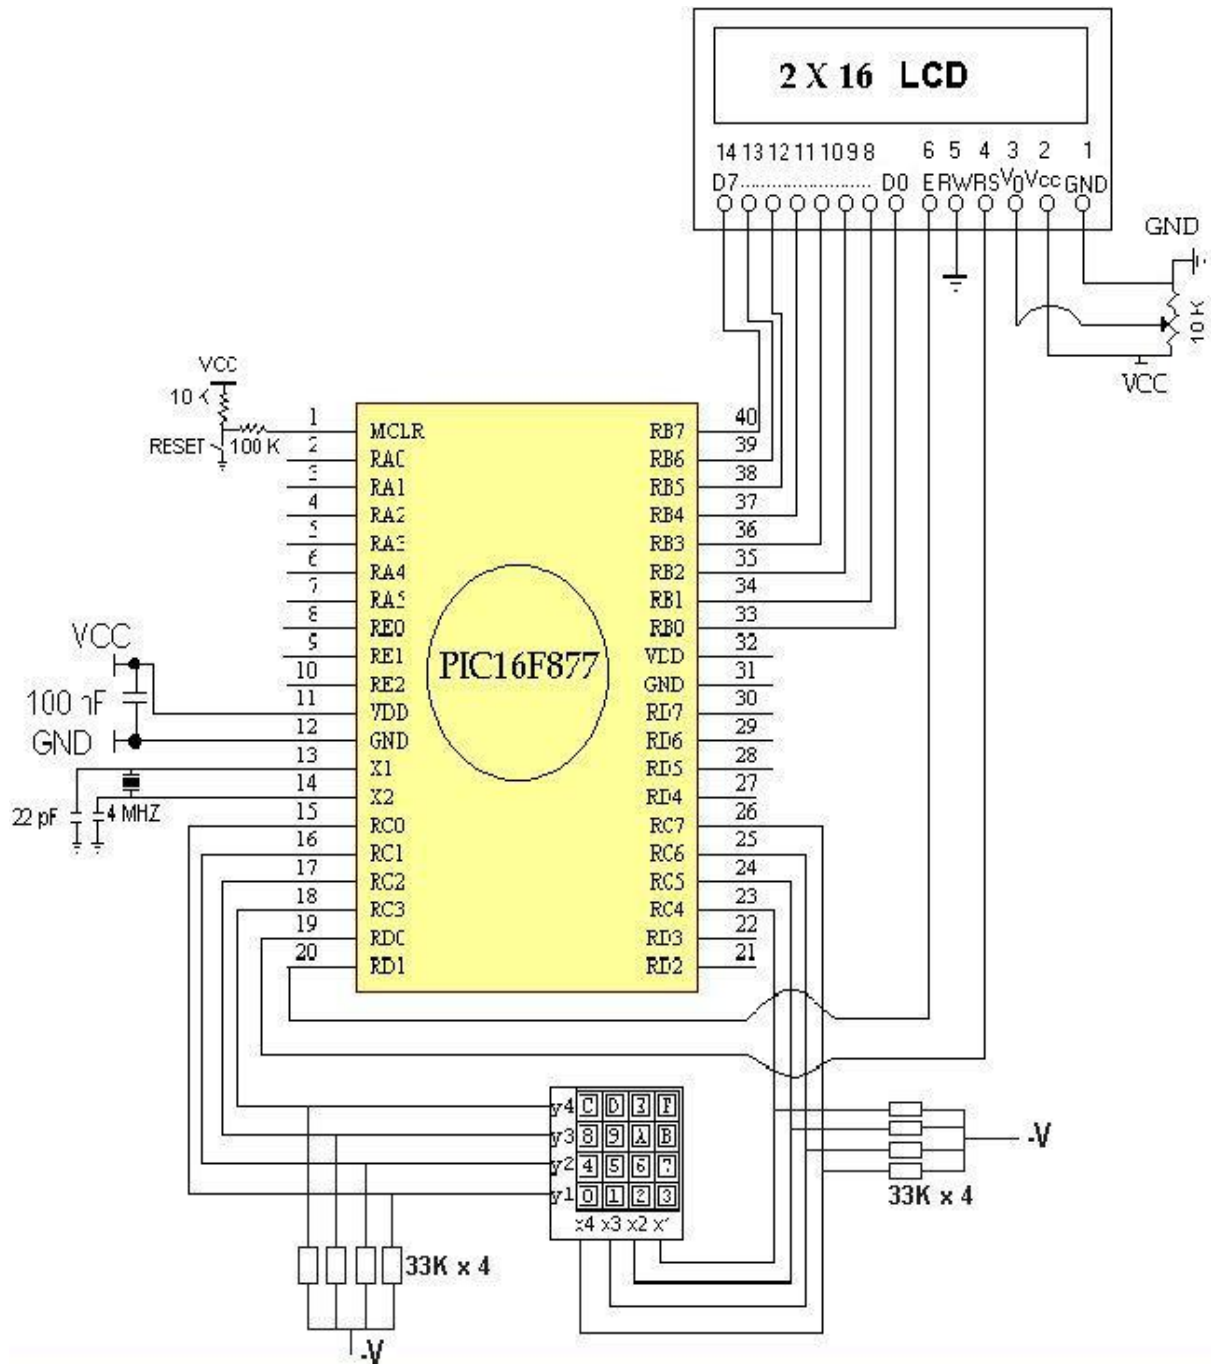 2 X 16 LCD
14 13 12 11 10 9 8 6 5 4 3 2 1
D7.......................... D0 E RW RS V0 Vcc GND
GND
10 K
VCC
VCC
10 K
RESET
100 K
1 MCLR RB7 40
2 RA0 RB6 39
3 RA1 RB5 38
4 RA2 RB4 37
5 RA3 RB3 36
6 RA4 RB2 35
7 RA5 RB1 34
8 RE0 RB0 33
9 RE1 VDD 32
10 RE2 GND 31
11 VDD RD7 30
12 GND RD6 29
13 X1 RD5 28
14 X2 RD4 27
15 RC0 RC7 26
16 RC1 RC6 25
17 RC2 RC5 24
18 RC3 RC4 23
19 RD0 RD3 22
20 RD1 RD2 21
PIC16F877
VCC
100 nF
GND
22 pF
4 MHZ
y4 C D E F
y3 8 9 A B
y2 4 5 6 7
y1 0 1 2 3
x4 x3 x2 x1
-V
33K x 4
33K x 4
-V